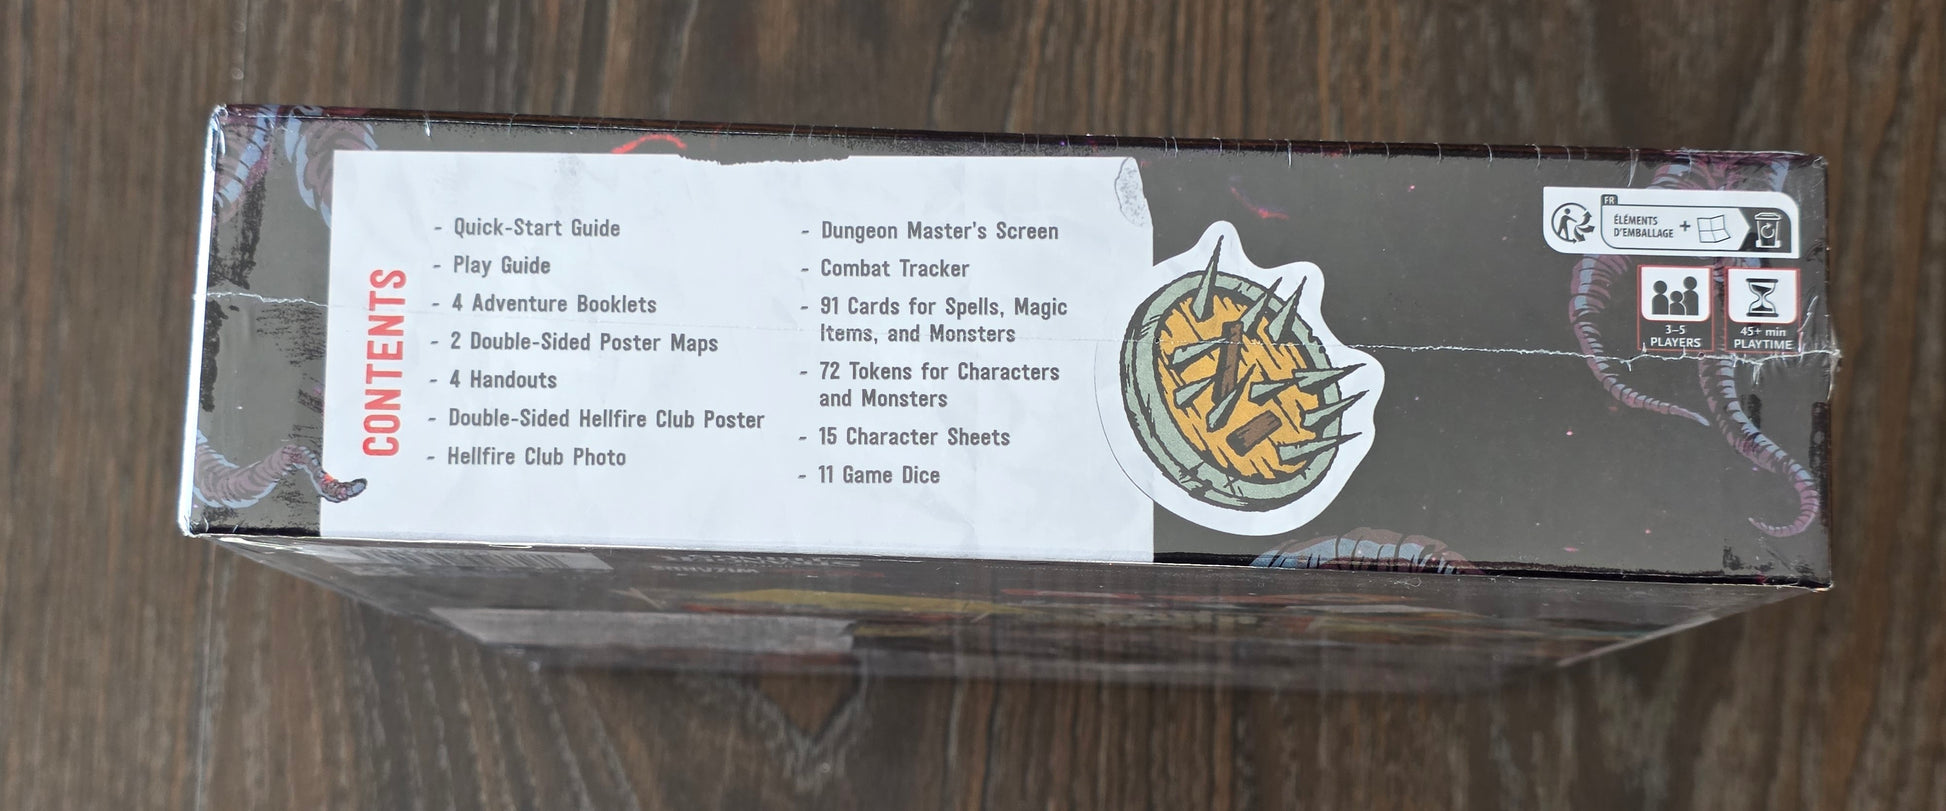 CONTENTS
- Quick-Start Guide
- Play Guide
- 4 Adventure Booklets
- 2 Double-Sided Poster Maps
- 4 Handouts
- Double-Sided Hellfire Club Poster
- Hellfire Club Photo
- Dungeon Master's Screen
- Combat Tracker
- 91 Cards for Spells, Magic
Items, and Monsters
- 72 Tokens for Characters
and Monsters
- 15 Character Sheets
- 11 Game Dice
FR
ÉLÉMENTS
D'EMBALLAGE +
3–5
PLAYERS
45+ min
PLAYTIME